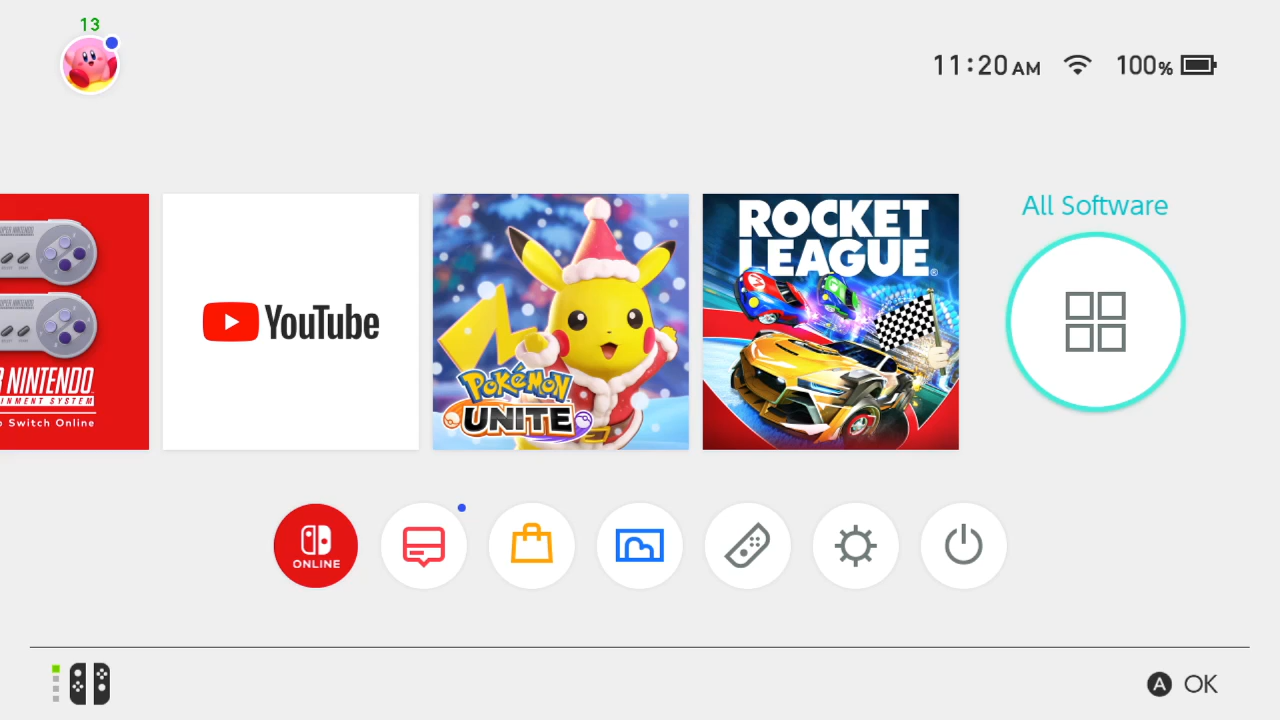 13
11:20 AM 100%
All Software
NINTENDO
Switch Online
YouTube
Pokémon
UNITE
ROCKET
LEAGUE®
ONLINE
A OK